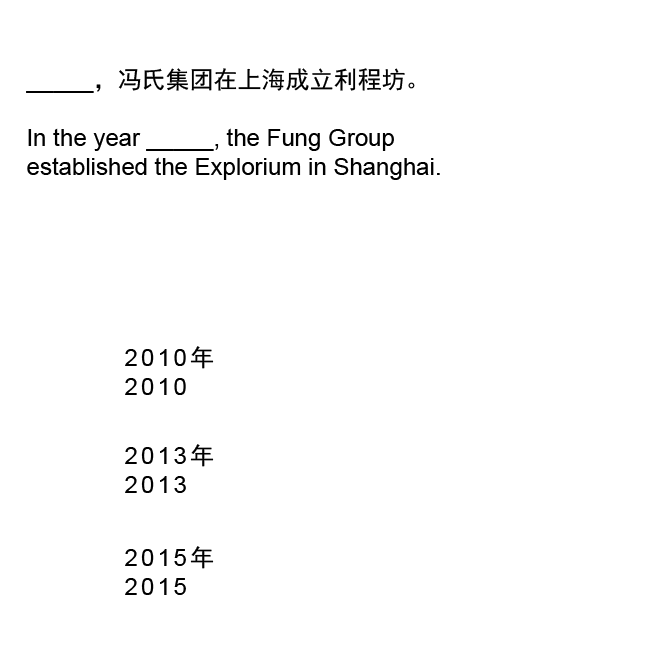 _____，冯氏集团在上海成立利程坊。
In the year _____, the Fung Group
established the Explorium in Shanghai.
2010年
2010
2013年
2013
2015年
2015